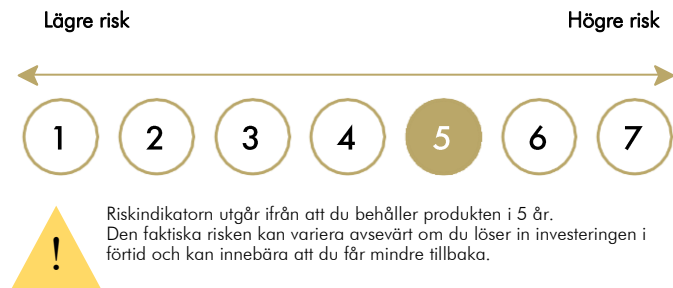 Lägre risk Högre risk
1 2 3 4 5 6 7
! Riskindikatorn utgår ifrån att du behåller produkten i 5 år.
Den faktiska risken kan variera avsevärt om du löser in investeringen i
förtid och kan innebära att du får mindre tillbaka.